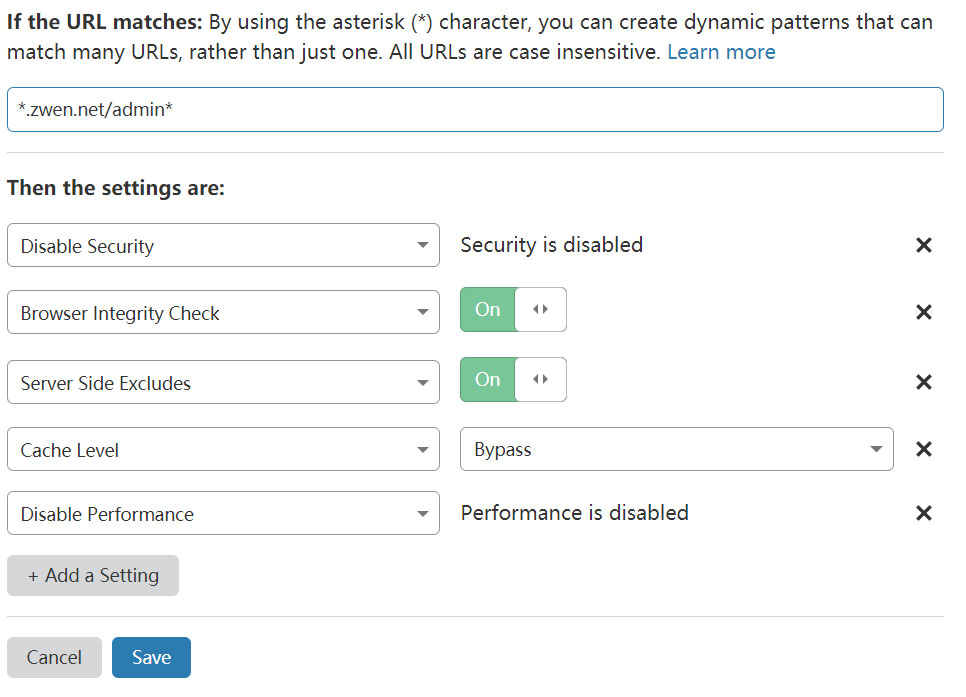 If the URL matches: By using the asterisk (*) character, you can create dynamic patterns that can
match many URLs, rather than just one. All URLs are case insensitive. Learn more
*.zwen.net/admin*
Then the settings are:
Disable Security Security is disabled
Browser Integrity Check On
Server Side Excludes On
Cache Level Bypass
Disable Performance Performance is disabled
+ Add a Setting
Cancel Save